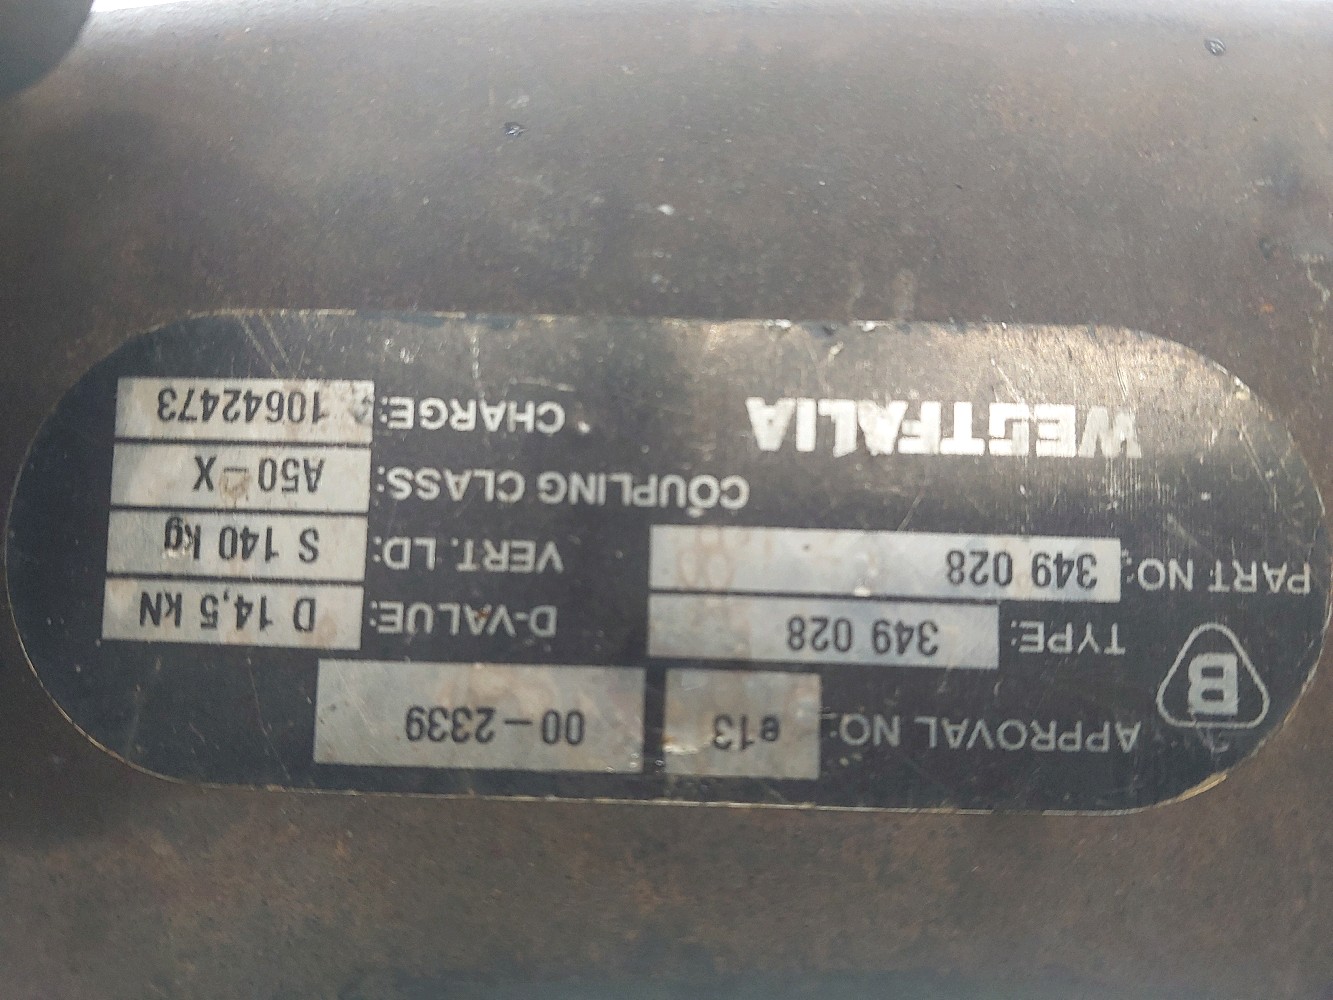 B
APPROVAL NO: e13 00-2339
TYPE: 349 028
D-VALUE: D 14,5 kN
PART NO: 349 028
VERT. LD: S 140 kg
COUPLING CLASS: A50-X
WESTFALIA
CHARGE: 10642473